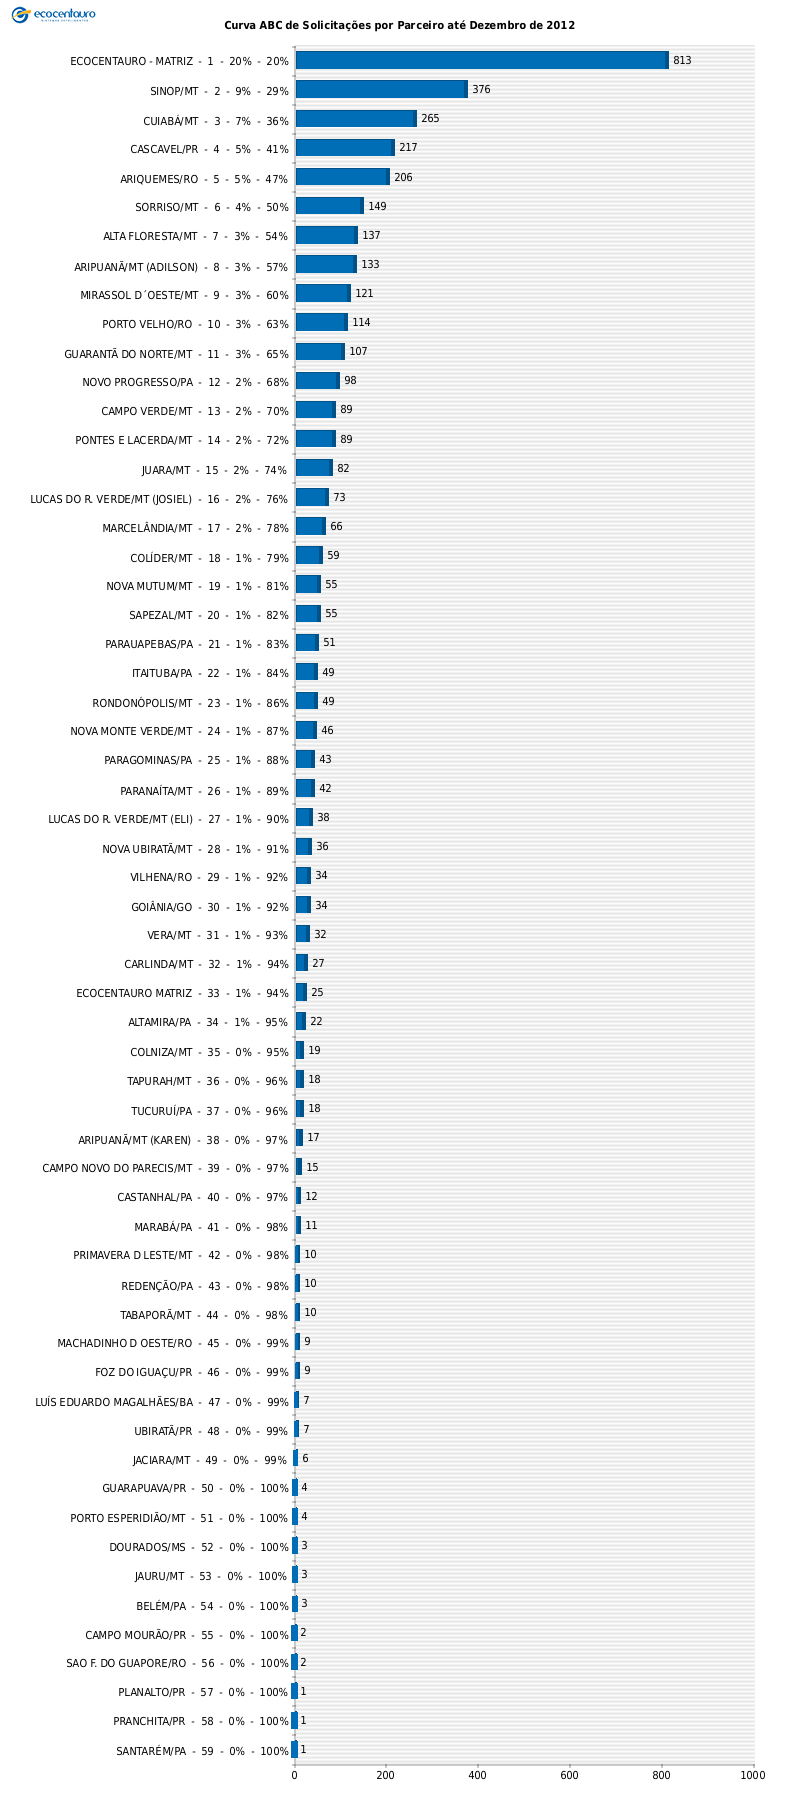 ecocentauro
Curva ABC de Solicitações por Parceiro até Dezembro de 2012
ECOCENTAURO - MATRIZ - 1 - 20% - 20% 813
SINOP/MT - 2 - 9% - 29% 376
CUIABÁ/MT - 3 - 7% - 36% 265
CASCAVEL/PR - 4 - 5% - 41% 217
ARIQUEMES/RO - 5 - 5% - 47% 206
SORRISO/MT - 6 - 4% - 50% 149
ALTA FLORESTA/MT - 7 - 3% - 54% 137
ARIPUANÃ/MT (ADILSON) - 8 - 3% - 57% 133
MIRASSOL D´OESTE/MT - 9 - 3% - 60% 121
PORTO VELHO/RO - 10 - 3% - 63% 114
GUARANTÃ DO NORTE/MT - 11 - 3% - 65% 107
NOVO PROGRESSO/PA - 12 - 2% - 68% 98
CAMPO VERDE/MT - 13 - 2% - 70% 89
PONTES E LACERDA/MT - 14 - 2% - 72% 89
JUARA/MT - 15 - 2% - 74% 82
LUCAS DO R. VERDE/MT (JOSIEL) - 16 - 2% - 76% 73
MARCELÂNDIA/MT - 17 - 2% - 78% 66
COLÍDER/MT - 18 - 1% - 79% 59
NOVA MUTUM/MT - 19 - 1% - 81% 55
SAPEZAL/MT - 20 - 1% - 82% 55
PARAUAPEBAS/PA - 21 - 1% - 83% 51
ITAITUBA/PA - 22 - 1% - 84% 49
RONDONÓPOLIS/MT - 23 - 1% - 86% 49
NOVA MONTE VERDE/MT - 24 - 1% - 87% 46
PARAGOMINAS/PA - 25 - 1% - 88% 43
PARANAÍTA/MT - 26 - 1% - 89% 42
LUCAS DO R. VERDE/MT (ELI) - 27 - 1% - 90% 38
NOVA UBIRATÃ/MT - 28 - 1% - 91% 36
VILHENA/RO - 29 - 1% - 92% 34
GOIÂNIA/GO - 30 - 1% - 92% 34
VERA/MT - 31 - 1% - 93% 32
CARLINDA/MT - 32 - 1% - 94% 27
ECOCENTAURO MATRIZ - 33 - 1% - 94% 25
ALTAMIRA/PA - 34 - 1% - 95% 22
COLNIZA/MT - 35 - 0% - 95% 19
TAPURAH/MT - 36 - 0% - 96% 18
TUCURUÍ/PA - 37 - 0% - 96% 18
ARIPUANÃ/MT (KAREN) - 38 - 0% - 97% 17
CAMPO NOVO DO PARECIS/MT - 39 - 0% - 97% 15
CASTANHAL/PA - 40 - 0% - 97% 12
MARABÁ/PA - 41 - 0% - 98% 11
PRIMAVERA D LESTE/MT - 42 - 0% - 98% 10
REDENÇÃO/PA - 43 - 0% - 98% 10
TABAPORÃ/MT - 44 - 0% - 98% 10
MACHADINHO D OESTE/RO - 45 - 0% - 99% 9
FOZ DO IGUAÇU/PR - 46 - 0% - 99% 9
LUÍS EDUARDO MAGALHÃES/BA - 47 - 0% - 99% 7
UBIRATÃ/PR - 48 - 0% - 99% 7
JACIARA/MT - 49 - 0% - 99% 6
GUARAPUAVA/PR - 50 - 0% - 100% 4
PORTO ESPERIDIÃO/MT - 51 - 0% - 100% 4
DOURADOS/MS - 52 - 0% - 100% 3
JAURU/MT - 53 - 0% - 100% 3
BELÉM/PA - 54 - 0% - 100% 3
CAMPO MOURÃO/PR - 55 - 0% - 100% 2
SAO F. DO GUAPORE/RO - 56 - 0% - 100% 2
PLANALTO/PR - 57 - 0% - 100% 1
PRANCHITA/PR - 58 - 0% - 100% 1
SANTARÉM/PA - 59 - 0% - 100% 1
0 200 400 600 800 1000